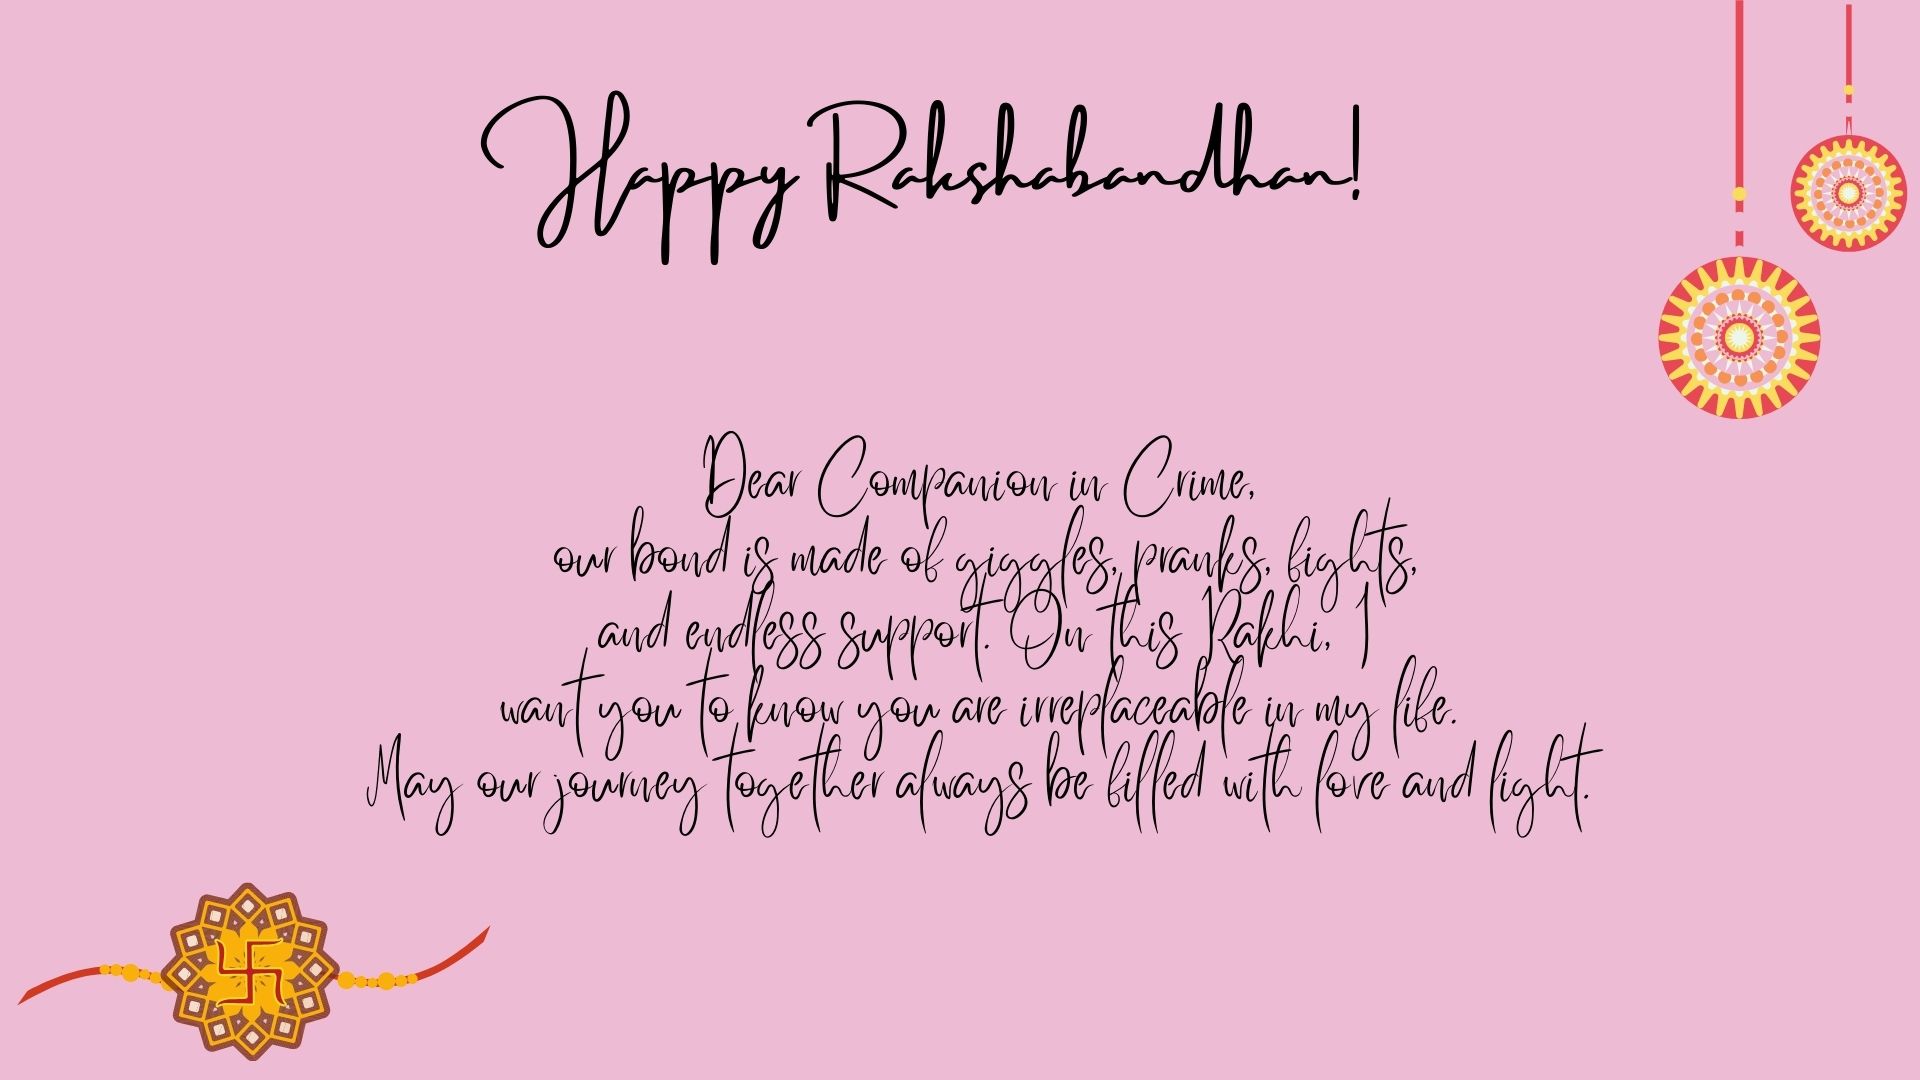 Happy Rakshabandhan!
Dear Companion in Crime,
our bond is made of giggles, pranks, fights,
and endless support. On this Rakhi, I
want you to know you are irreplaceable in my life.
May our journey together always be filled with love and light.